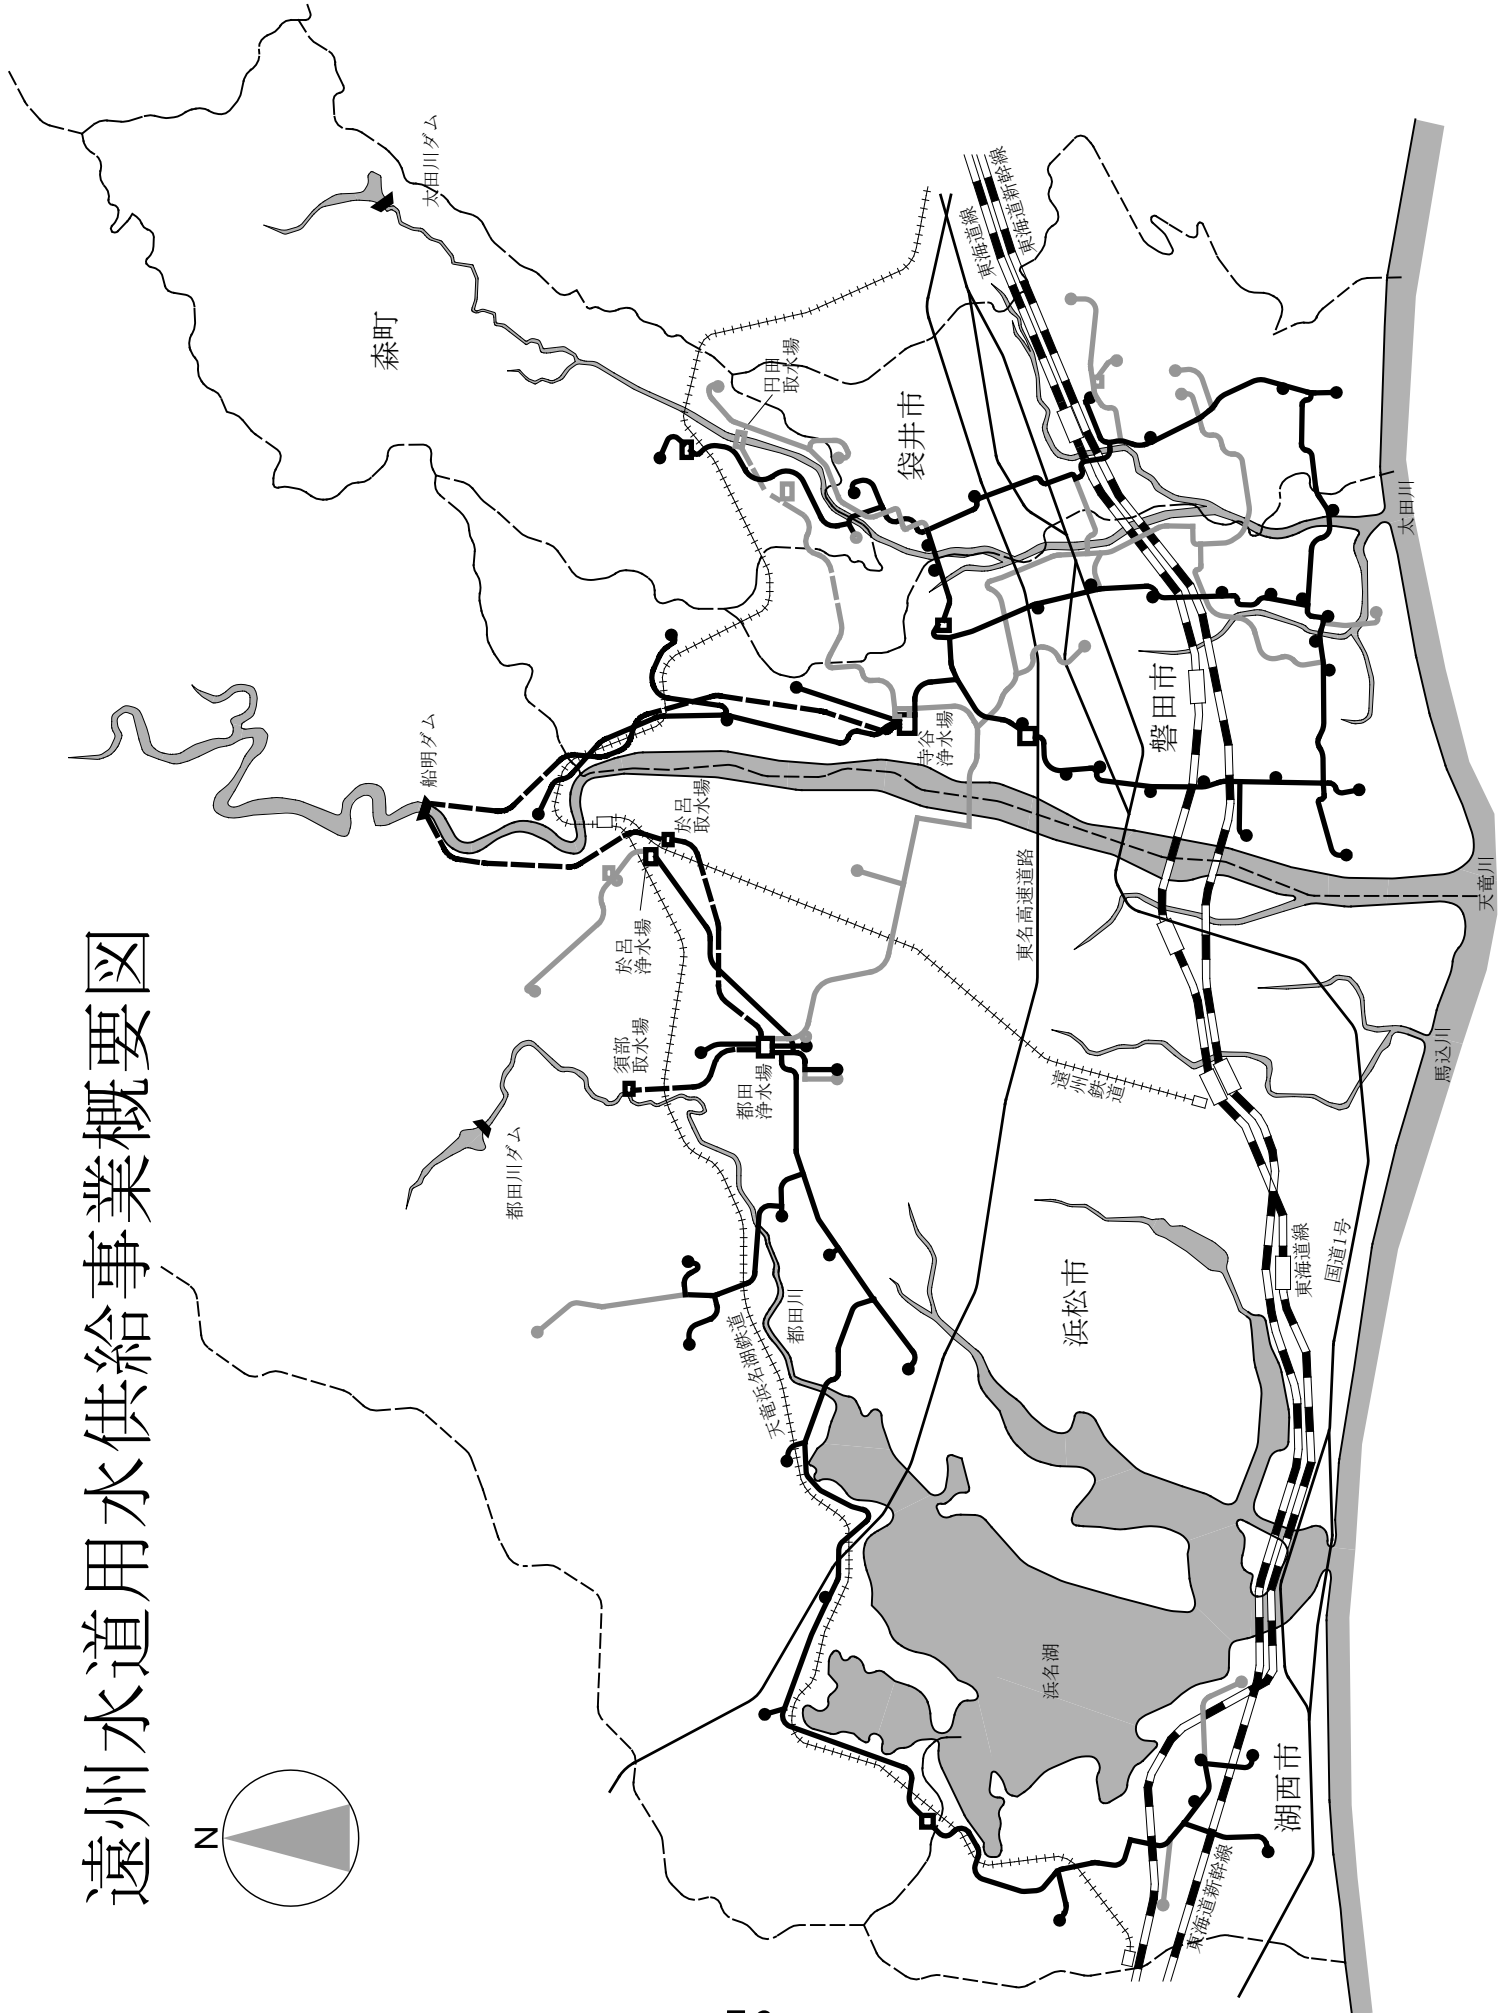 遠州水道用水供給事業概要図
N
森町
太田川ダム
船明ダム
都田川ダム
円田
取水場
東海道線
東海道新幹線
袋井市
太田川
寺谷
浄水場
磐田市
於呂
取水場
於呂
浄水場
東名高速道路
天竜川
須部
取水場
都田
浄水場
遠州鉄道
馬込川
都田川
天竜浜名湖鉄道
浜松市
東海道線
国道1号
浜名湖
湖西市
東海道新幹線